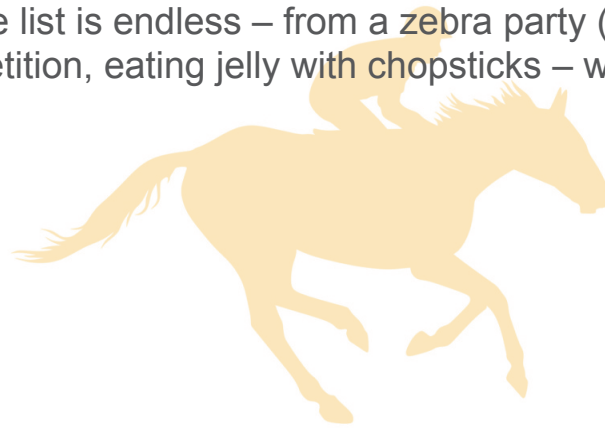 e list is endless – from a zebra party (
etition, eating jelly with chopsticks – w